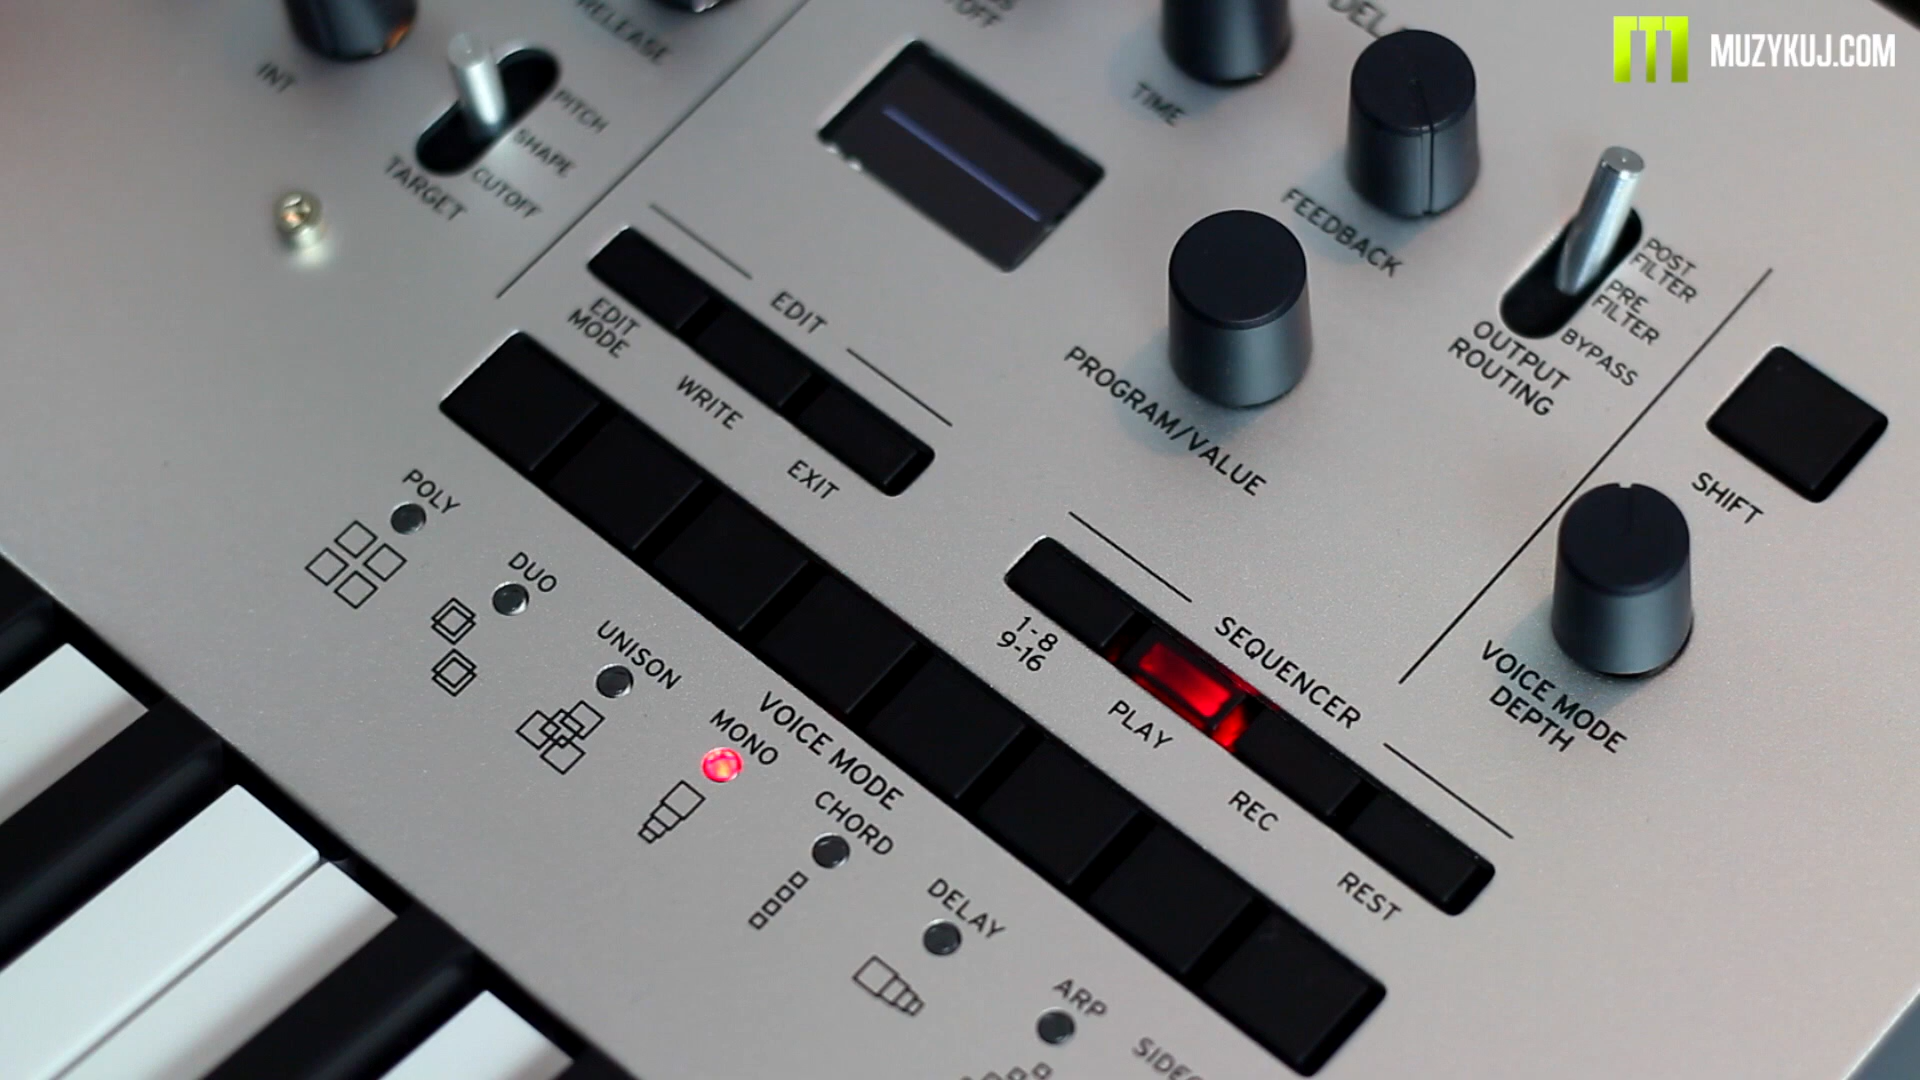 MUZYKUJ.COM
INT
RELEASE
PITCH
SHAPE
CUTOFF
TARGET
TIME
FEEDBACK
POST
FILTER
PRE
FILTER
BYPASS
OUTPUT
ROUTING
EDIT
EDIT
MODE
WRITE
EXIT
PROGRAM/VALUE
SHIFT
VOICE MODE
DEPTH
SEQUENCER
1-8
9-16
PLAY
REC
REST
POLY
DUO
UNISON
MONO
VOICE MODE
CHORD
DELAY
ARP